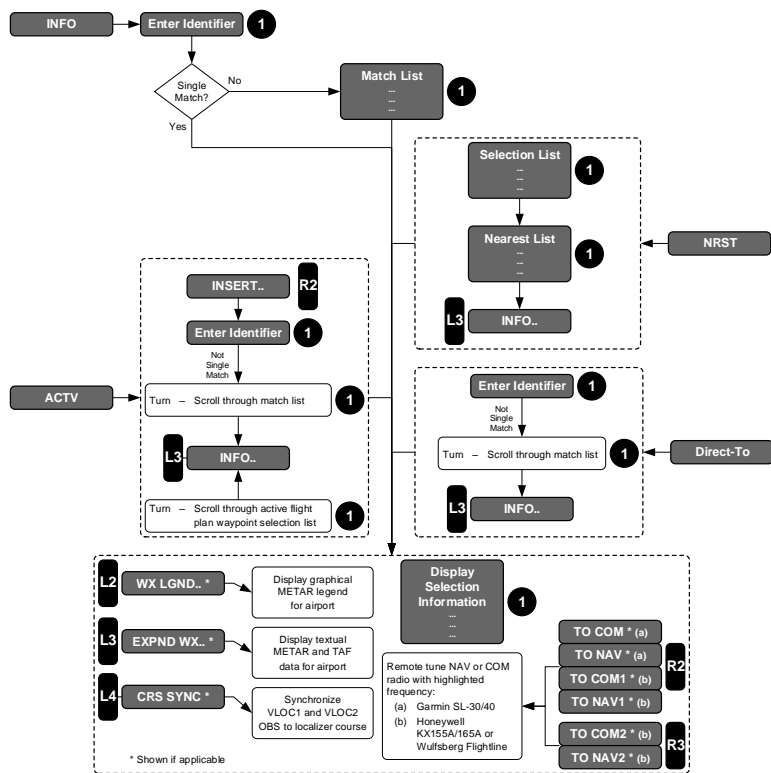 INFO
Enter Identifier
1
Single
Match?
No
Yes
Match List
...
...
...
1
Selection List
...
...
...
1
Nearest List
...
...
...
1
L3
INFO..
NRST
INSERT..
R2
Enter Identifier
1
Not
Single
Match
ACTV
Turn – Scroll through match list
1
L3
INFO..
Turn – Scroll through active flight
plan waypoint selection list
1
Enter Identifier
1
Not
Single
Match
Turn – Scroll through match list
1
Direct-To
L3
INFO..
L2
WX LGND.. *
Display graphical
METAR legend
for airport
L3
EXPND WX.. *
Display textual
METAR and TAF
data for airport
L4
CRS SYNC *
Synchronize
VLOC1 and VLOC2
OBS to localizer course
* Shown if applicable
Display
Selection
Information
...
...
...
1
Remote tune NAV or COM
radio with highlighted
frequency:
(a) Garmin SL-30/40
(b) Honeywell
KX155A/165A or
Wulfsberg Flightline
TO COM * (a)
TO NAV * (a)
TO COM1 * (b)
TO NAV1 * (b)
R2
TO COM2 * (b)
TO NAV2 * (b)
R3